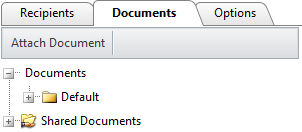 Recipients Documents Options
Attach Document
Documents
Default
Shared Documents